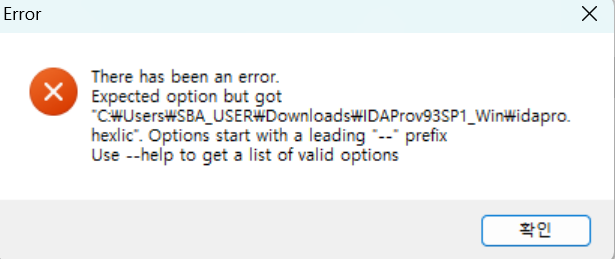 Error
There has been an error.
Expected option but got
"C:₩Users₩SBA_USER₩Downloads₩IDAProv93SP1_Win₩idapro.
hexlic". Options start with a leading "--" prefix
Use --help to get a list of valid options
확인